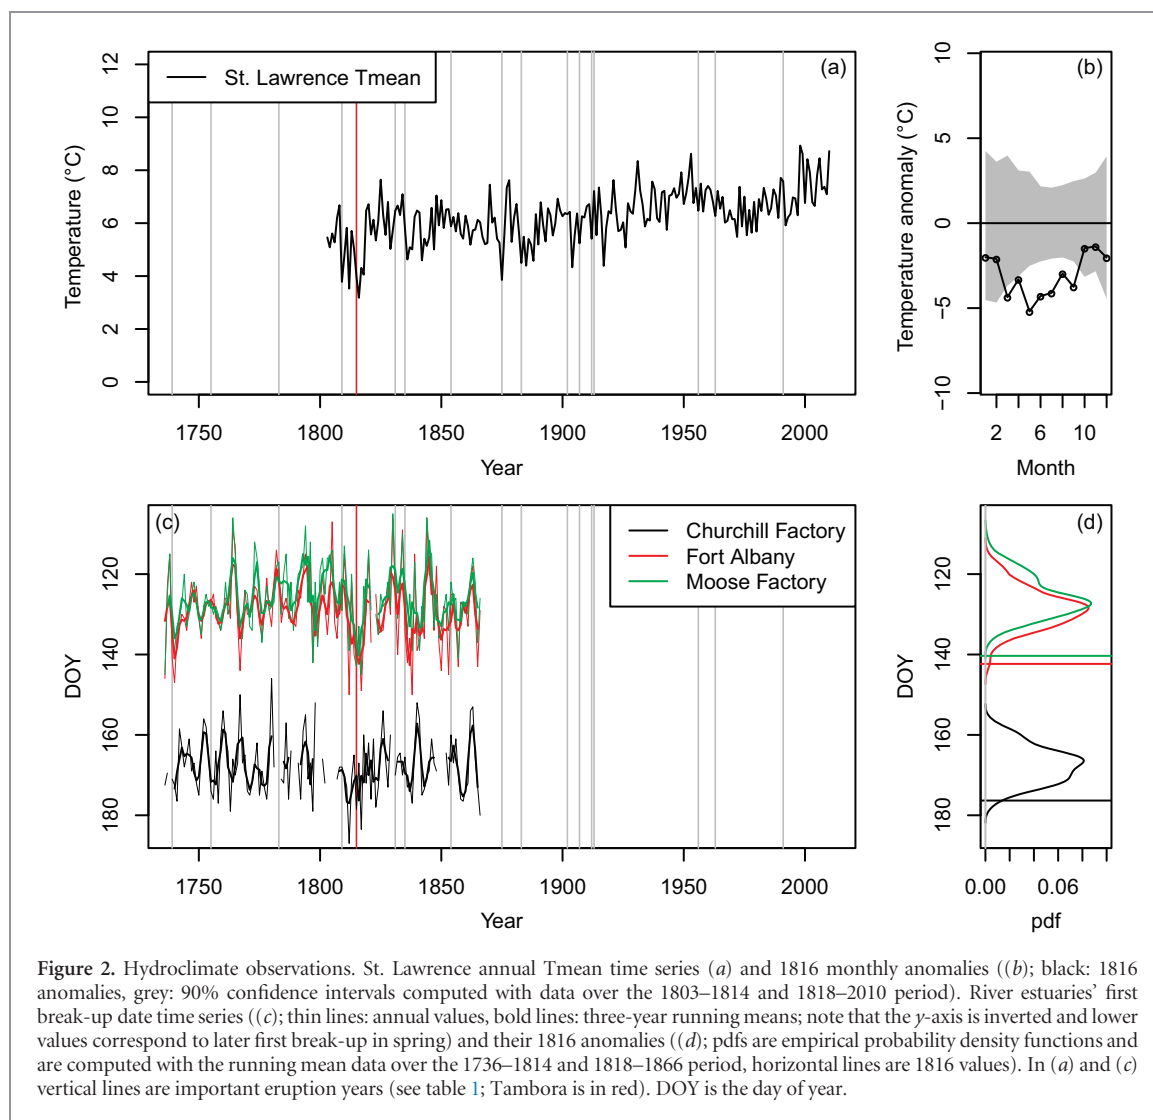 St. Lawrence Tmean
(a)
Temperature (°C)
12
10
8
6
4
2
0
1750
1800
1850
1900
1950
2000
Year
(b)
Temperature anomaly (°C)
10
5
0
−5
−10
2
6
10
Month
(c)
Churchill Factory
Fort Albany
Moose Factory
DOY
120
140
160
180
1750
1800
1850
1900
1950
2000
Year
(d)
DOY
120
140
160
180
0.00
0.06
pdf
Figure 2. Hydroclimate observations. St. Lawrence annual Tmean time series (a) and 1816 monthly anomalies ((b); black: 1816
anomalies, grey: 90% confidence intervals computed with data over the 1803–1814 and 1818–2010 period). River estuaries' first
break-up date time series ((c); thin lines: annual values, bold lines: three-year running means; note that the y-axis is inverted and lower
values correspond to later first break-up in spring) and their 1816 anomalies ((d); pdfs are empirical probability density functions and
are computed with the running mean data over the 1736–1814 and 1818–1866 period, horizontal lines are 1816 values). In (a) and (c)
vertical lines are important eruption years (see table 1; Tambora is in red). DOY is the day of year.